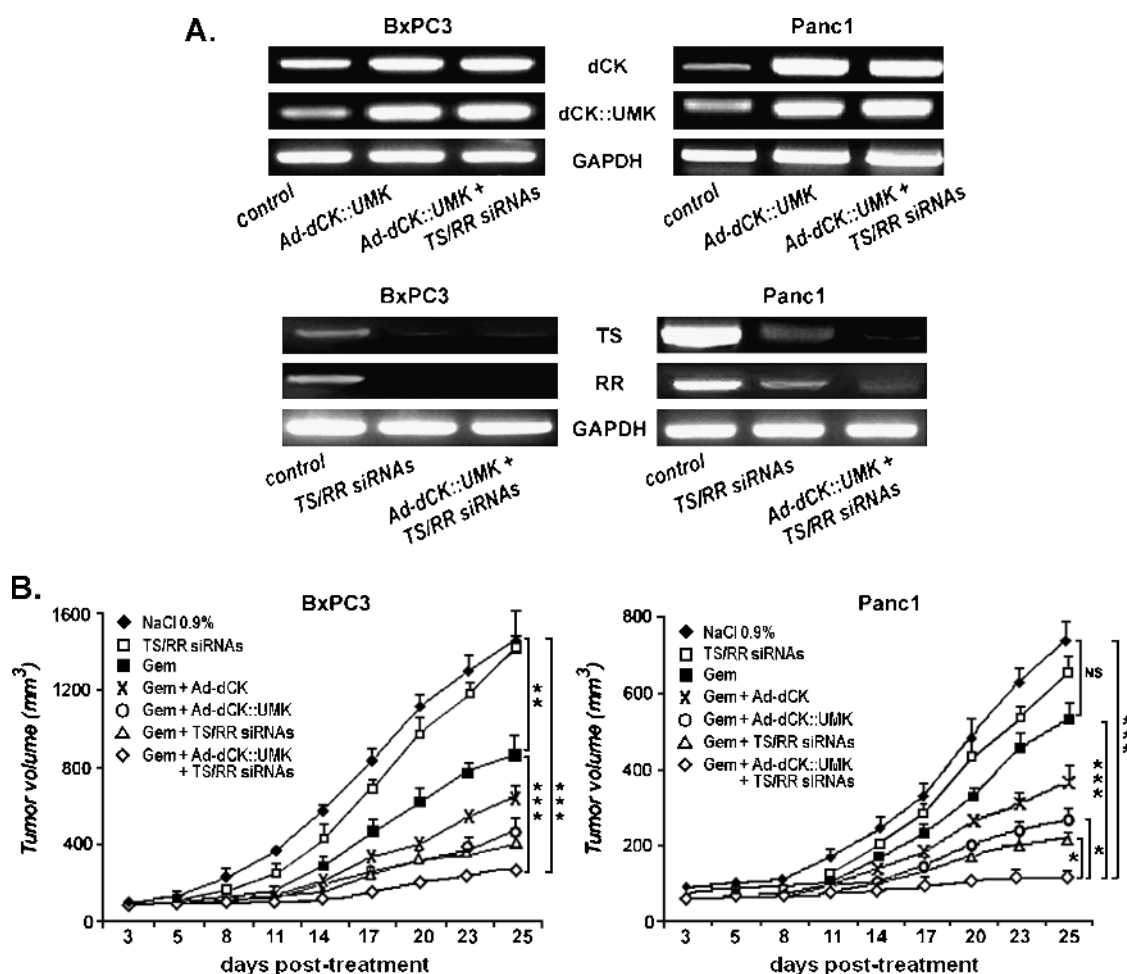 A.
BxPC3
Panc1
dCK
dCK::UMK
GAPDH
control
Ad-dCK::UMK
Ad-dCK::UMK +
TS/RR siRNAs
control
Ad-dCK::UMK
Ad-dCK::UMK +
TS/RR siRNAs
BxPC3
Panc1
TS
RR
GAPDH
control
TS/RR siRNAs
Ad-dCK::UMK +
TS/RR siRNAs
control
TS/RR siRNAs
Ad-dCK::UMK +
TS/RR siRNAs
B.
BxPC3
Tumor volume (mm³)
1600
1200
800
400
0
NaCl 0.9%
TS/RR siRNAs
Gem
Gem + Ad-dCK
Gem + Ad-dCK::UMK
Gem + TS/RR siRNAs
Gem + Ad-dCK::UMK
+ TS/RR siRNAs
**
***
***
3 5 8 11 14 17 20 23 25
days post-treatment
Panc1
Tumor volume (mm³)
800
600
400
200
0
NaCl 0.9%
TS/RR siRNAs
Gem
Gem + Ad-dCK
Gem + Ad-dCK::UMK
Gem + TS/RR siRNAs
Gem + Ad-dCK::UMK
+ TS/RR siRNAs
NS
***
***
*
*
3 5 8 11 14 17 20 23 25
days post-treatment